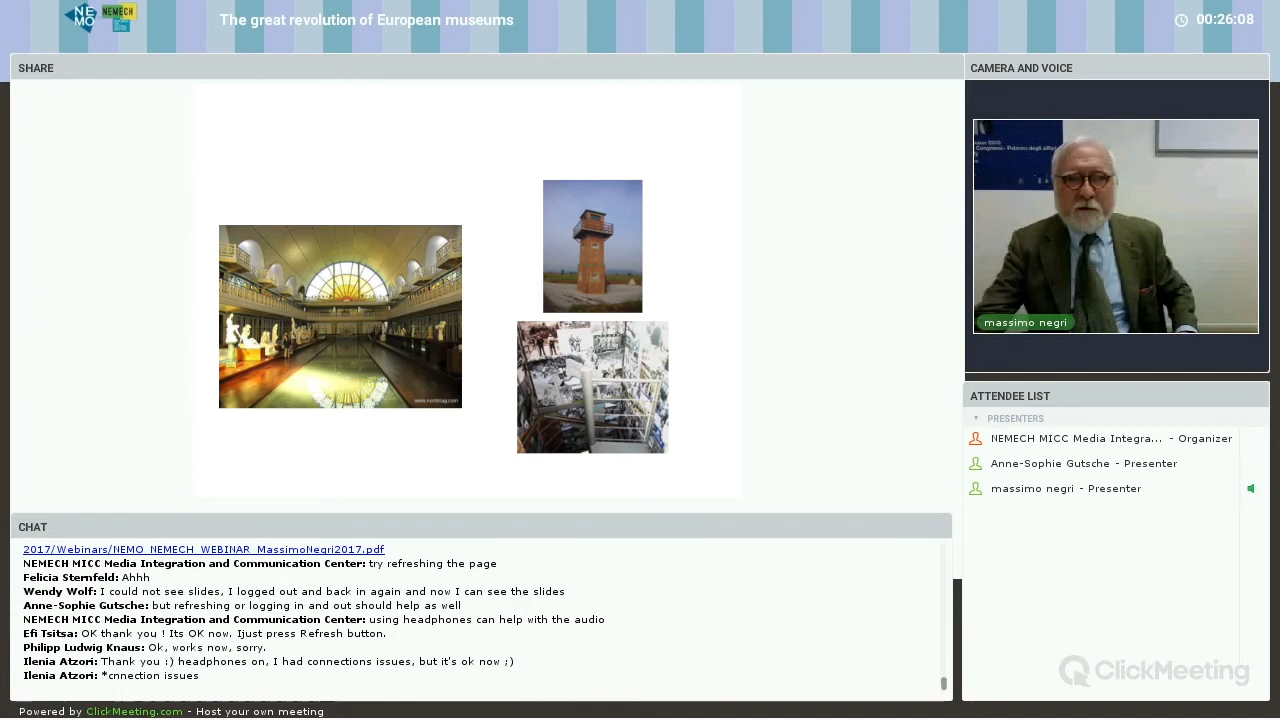 NE
MO
NEMECH
The great revolution of European museums
00:26:08
SHARE
CAMERA AND VOICE
www.nordmag.com
massimo negri
ATTENDEE LIST
PRESENTERS
NEMECH MICC Media Integra... - Organizer
Anne-Sophie Gutsche - Presenter
massimo negri - Presenter
CHAT
2017/Webinars/NEMO_NEMECH_WEBINAR_MassimoNegri2017.pdf
NEMECH MICC Media Integration and Communication Center: try refreshing the page
Felicia Sternfeld: Ahhh
Wendy Wolf: I could not see slides, I logged out and back in again and now I can see the slides
Anne-Sophie Gutsche: but refreshing or logging in and out should help as well
NEMECH MICC Media Integration and Communication Center: using headphones can help with the audio
Efi Tsitsa: OK thank you ! Its OK now. Ijust press Refresh button.
Philipp Ludwig Knaus: Ok, works now, sorry.
Ilenia Atzori: Thank you :) headphones on, I had connections issues, but it's ok now ;)
Ilenia Atzori: *cnnection issues
ClickMeeting
Powered by ClickMeeting.com - Host your own meeting